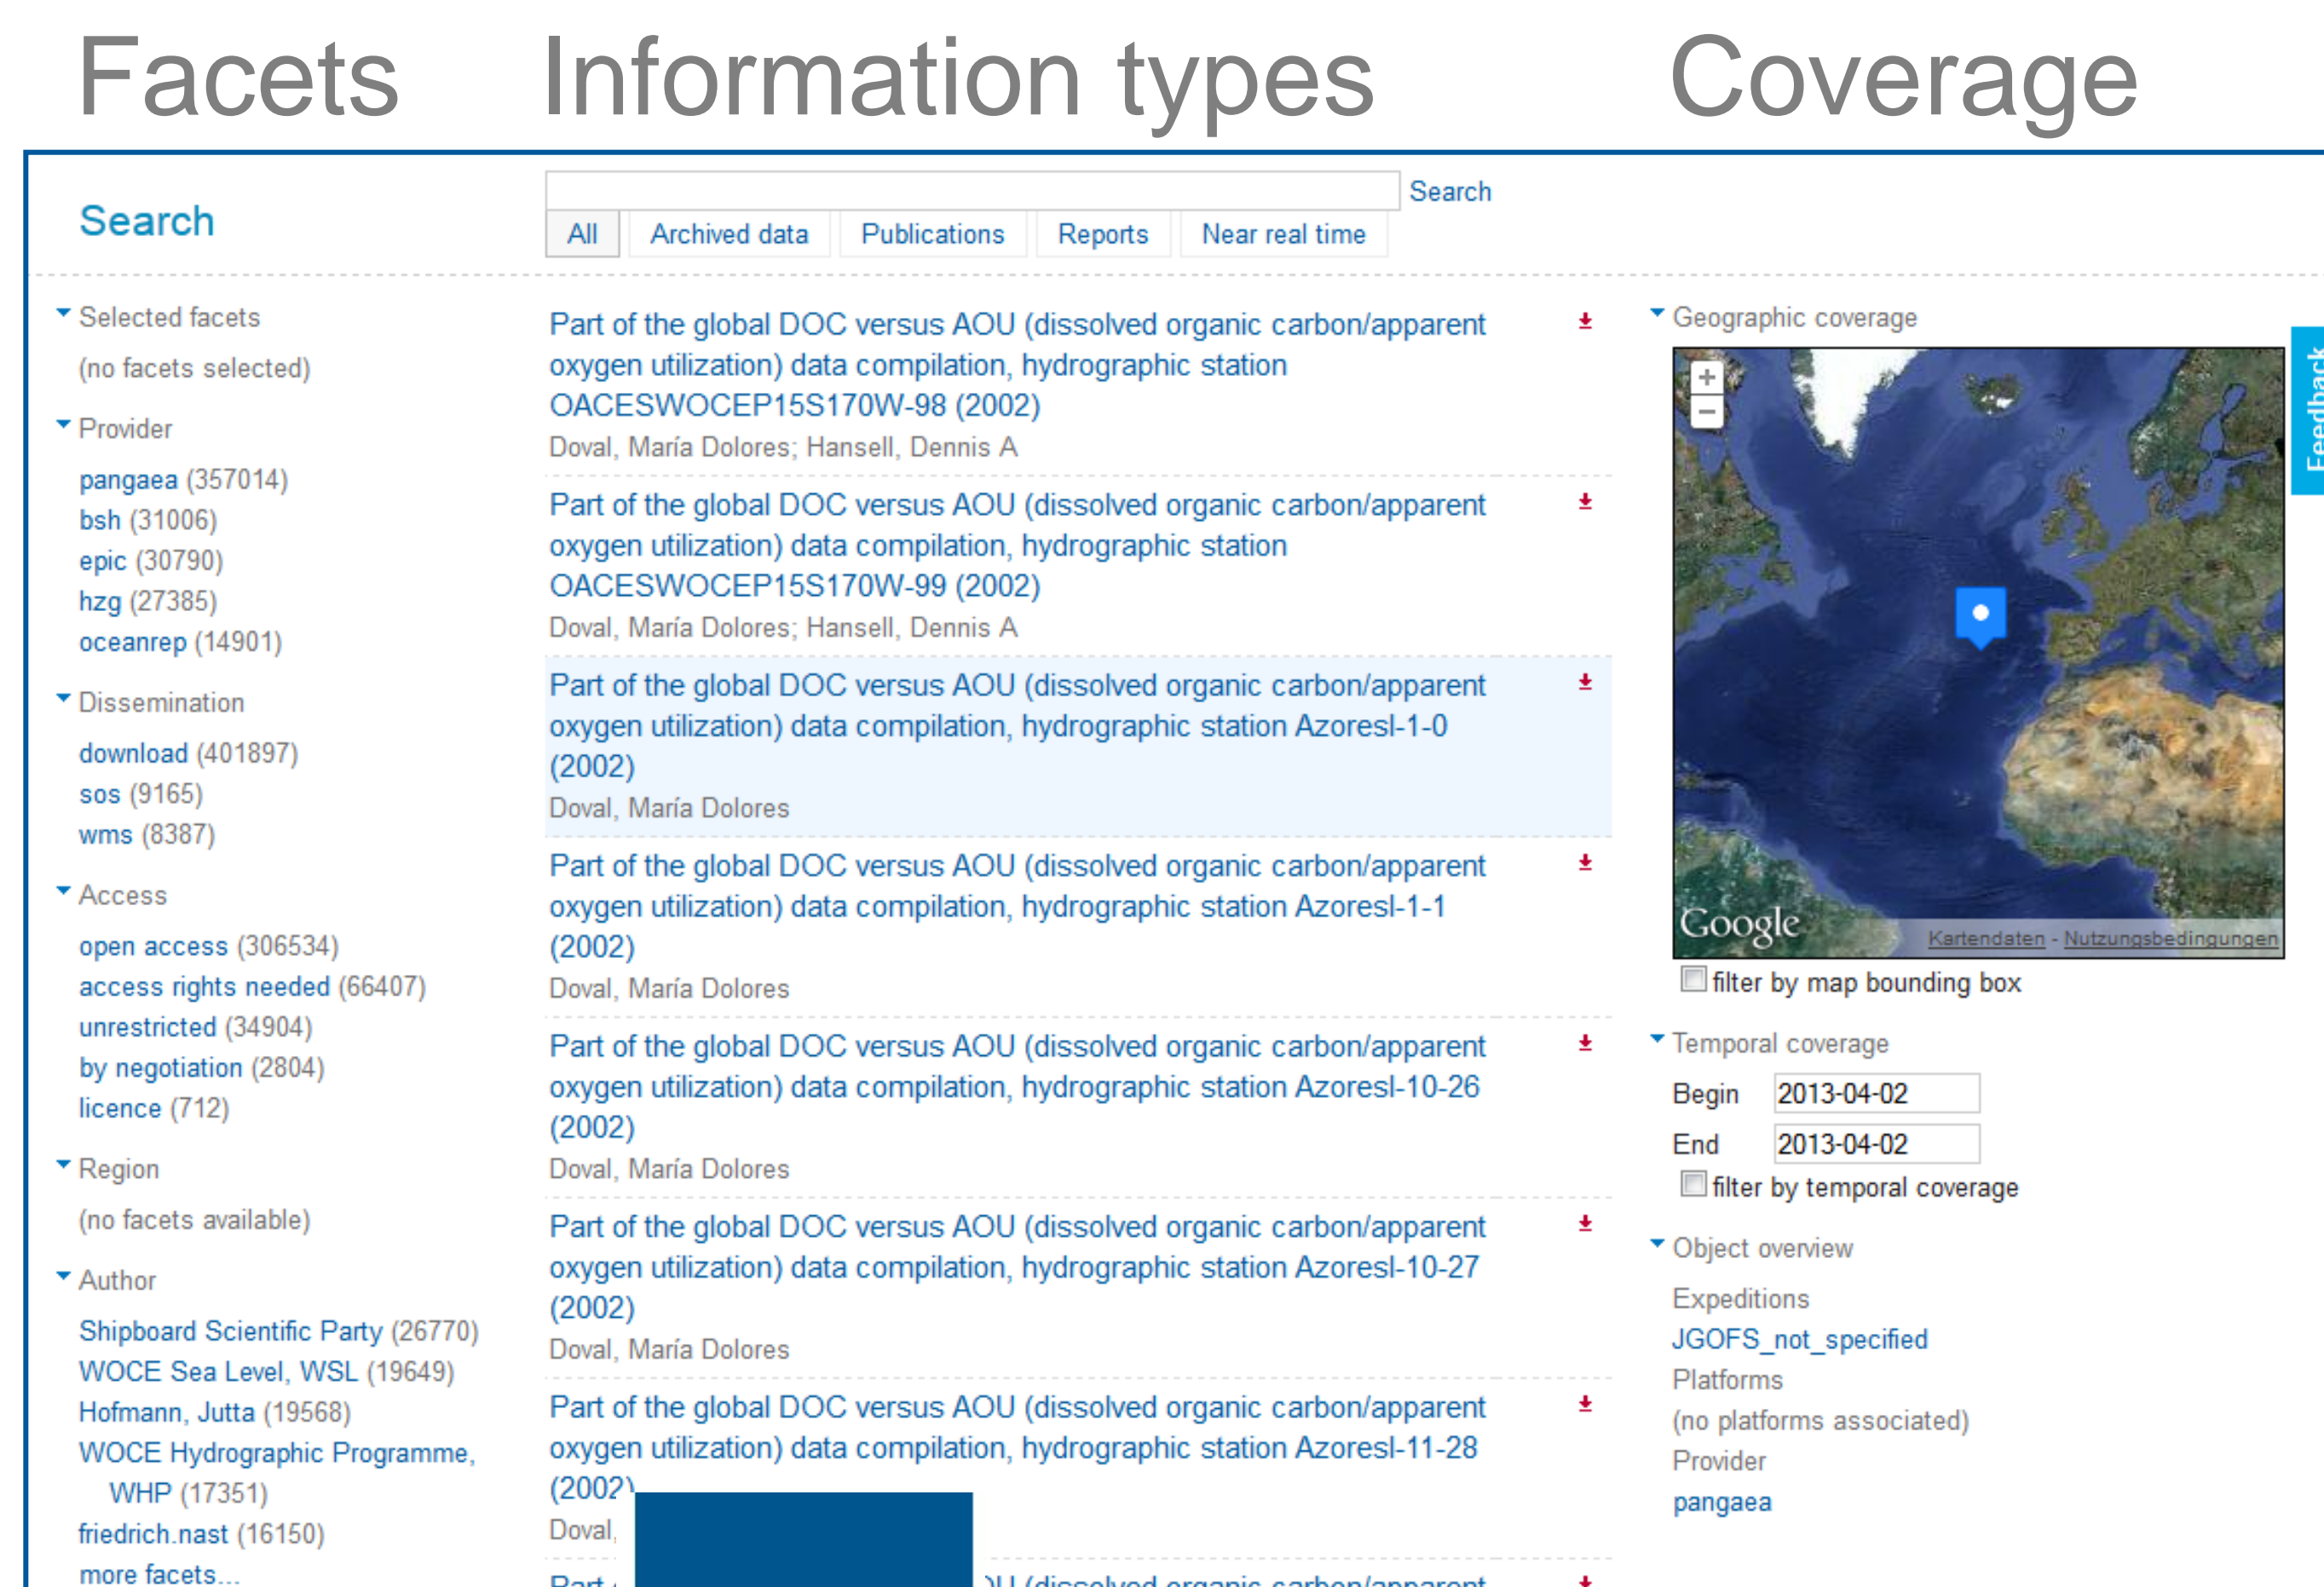 Facets Information types Coverage
Search
Search
All Archived data Publications Reports Near real time
Selected facets
(no facets selected)
Provider
pangaea (357014)
bsh (31006)
epic (30790)
hzg (27385)
oceanrep (14901)
Dissemination
download (401897)
sos (9165)
wms (8387)
Access
open access (306534)
access rights needed (66407)
unrestricted (34904)
by negotiation (2804)
licence (712)
Region
(no facets available)
Author
Shipboard Scientific Party (26770)
WOCE Sea Level, WSL (19649)
Hofmann, Jutta (19568)
WOCE Hydrographic Programme,
WHP (17351)
friedrich.nast (16150)
more facets...
Part of the global DOC versus AOU (dissolved organic carbon/apparent
oxygen utilization) data compilation, hydrographic station
OACESWOCEP15S170W-98 (2002)
Doval, María Dolores; Hansell, Dennis A
Part of the global DOC versus AOU (dissolved organic carbon/apparent
oxygen utilization) data compilation, hydrographic station
OACESWOCEP15S170W-99 (2002)
Doval, María Dolores; Hansell, Dennis A
Part of the global DOC versus AOU (dissolved organic carbon/apparent
oxygen utilization) data compilation, hydrographic station AzoresI-1-0
(2002)
Doval, María Dolores
Part of the global DOC versus AOU (dissolved organic carbon/apparent
oxygen utilization) data compilation, hydrographic station AzoresI-1-1
(2002)
Doval, María Dolores
Part of the global DOC versus AOU (dissolved organic carbon/apparent
oxygen utilization) data compilation, hydrographic station AzoresI-10-26
(2002)
Doval, María Dolores
Part of the global DOC versus AOU (dissolved organic carbon/apparent
oxygen utilization) data compilation, hydrographic station AzoresI-10-27
(2002)
Doval, María Dolores
Part of the global DOC versus AOU (dissolved organic carbon/apparent
oxygen utilization) data compilation, hydrographic station AzoresI-11-28
(2002)
Doval,
Part (dissolved organic carbon/apparent
Geographic coverage
+
−
Google
Kartendaten - Nutzungsbedingungen
filter by map bounding box
Temporal coverage
Begin 2013-04-02
End 2013-04-02
filter by temporal coverage
Object overview
Expeditions
JGOFS_not_specified
Platforms
(no platforms associated)
Provider
pangaea
Feedback